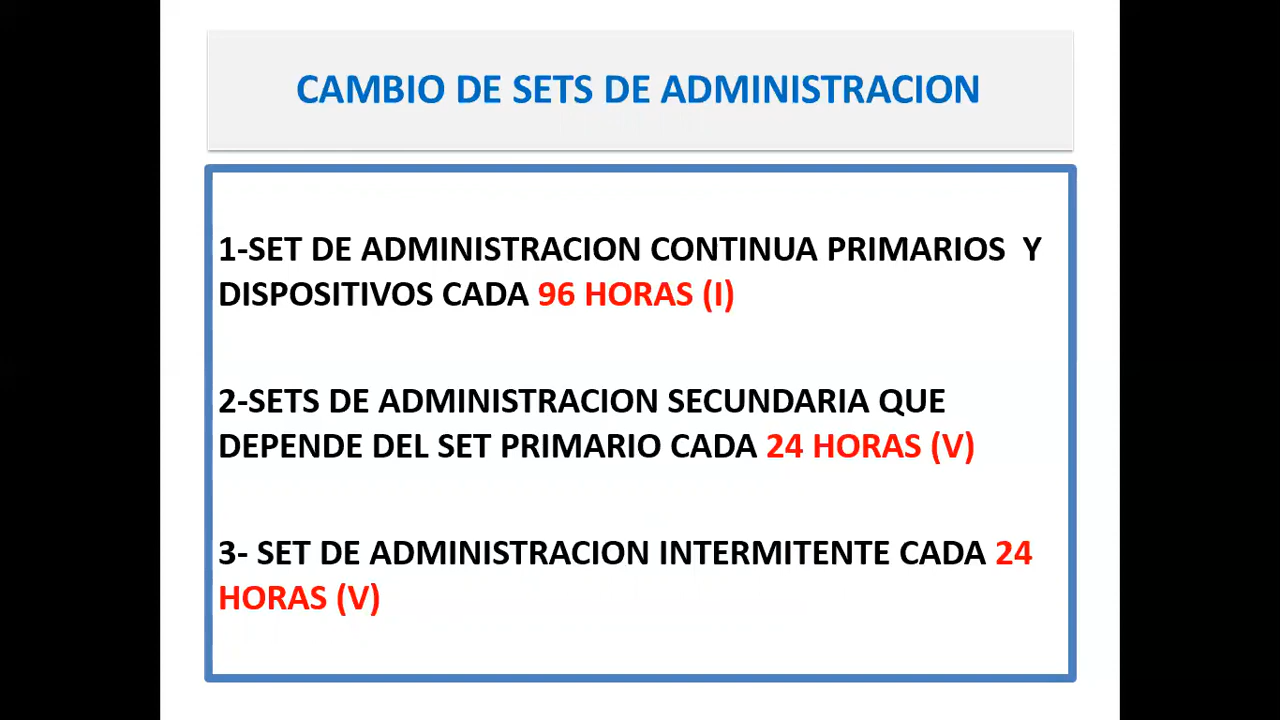 CAMBIO DE SETS DE ADMINISTRACION
1-SET DE ADMINISTRACION CONTINUA PRIMARIOS  Y
DISPOSITIVOS CADA 96 HORAS (I)
2-SETS DE ADMINISTRACION SECUNDARIA QUE
DEPENDE DEL SET PRIMARIO CADA 24 HORAS (V)
3- SET DE ADMINISTRACION INTERMITENTE CADA 24
HORAS (V)